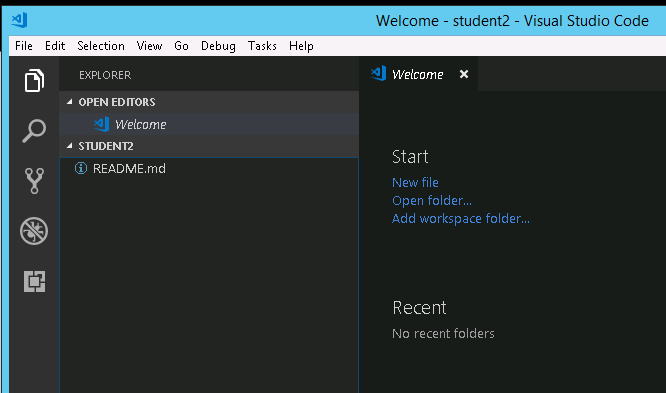 Welcome - student2 - Visual Studio Code
File Edit Selection View Go Debug Tasks Help
EXPLORER
OPEN EDITORS
Welcome
STUDENT2
README.md
Welcome
Start
New file
Open folder...
Add workspace folder...
Recent
No recent folders